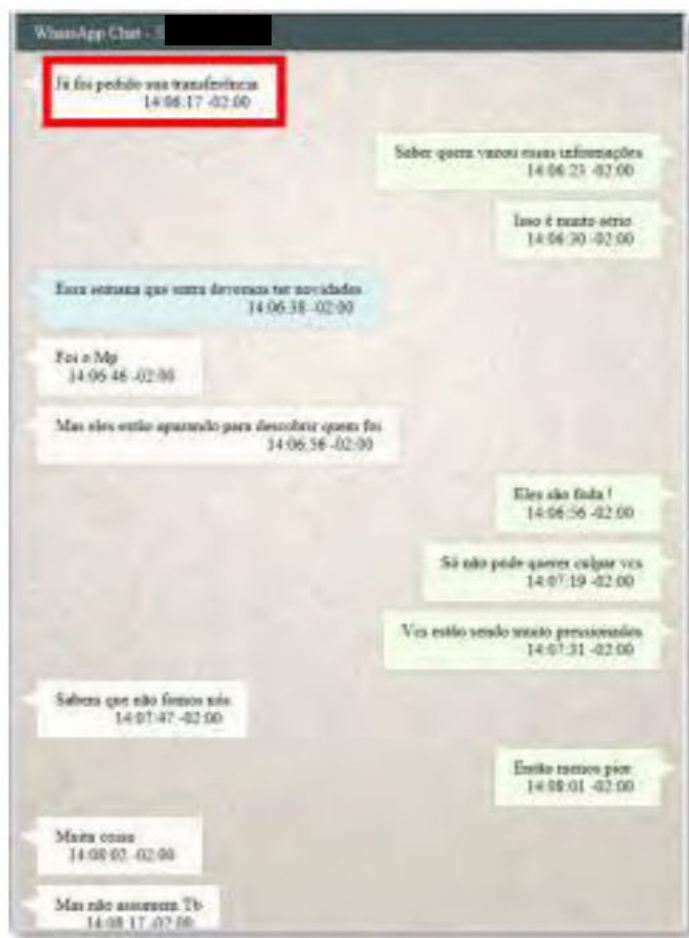 WhatsApp Chat -
Já foi pedido sua transferência
14:06:17 -02:00
Saber quem vazou essas informações
14:06:23 -02:00
Isso é muito sério
14:06:30 -02:00
Essa semana que entra devemos ter novidades
14:06:38 -02:00
Foi o Mp
14:06:46 -02:00
Mas eles estão apurando para descobrir quem foi
14:06:56 -02:00
Eles são foda !
14:06:56 -02:00
Só não pode querer culpar vcs
14:07:19 -02:00
Vcs estão sendo muito pressionados
14:07:31 -02:00
Sabem que não fomos nós
14:07:47 -02:00
Então menos pior
14:08:01 -02:00
Muita coisa
14:08:02 -02:00
Mas não assumem Tb
14:08:17 -02:00